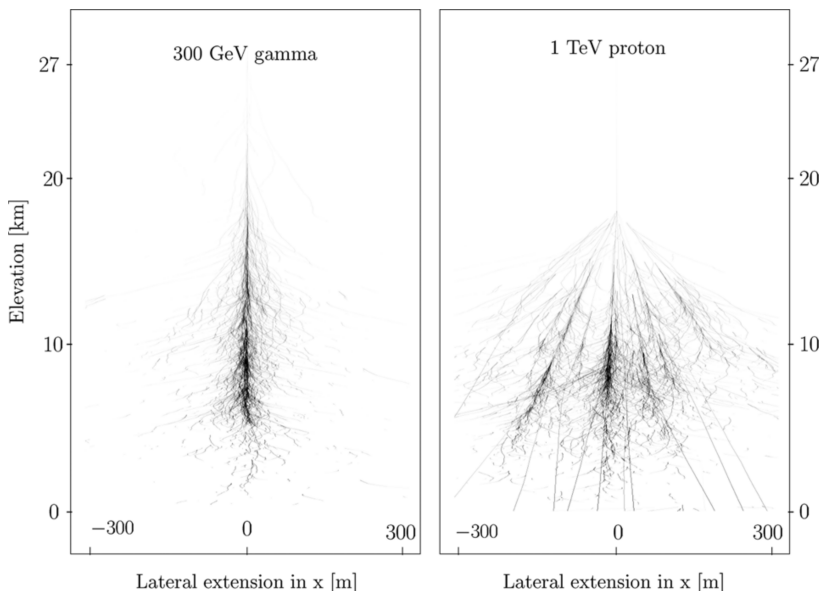 300 GeV gamma
1 TeV proton
27
20
10
0
Elevation [km]
−300
0
300
Lateral extension in x [m]
27
20
10
0
−300
0
300
Lateral extension in x [m]